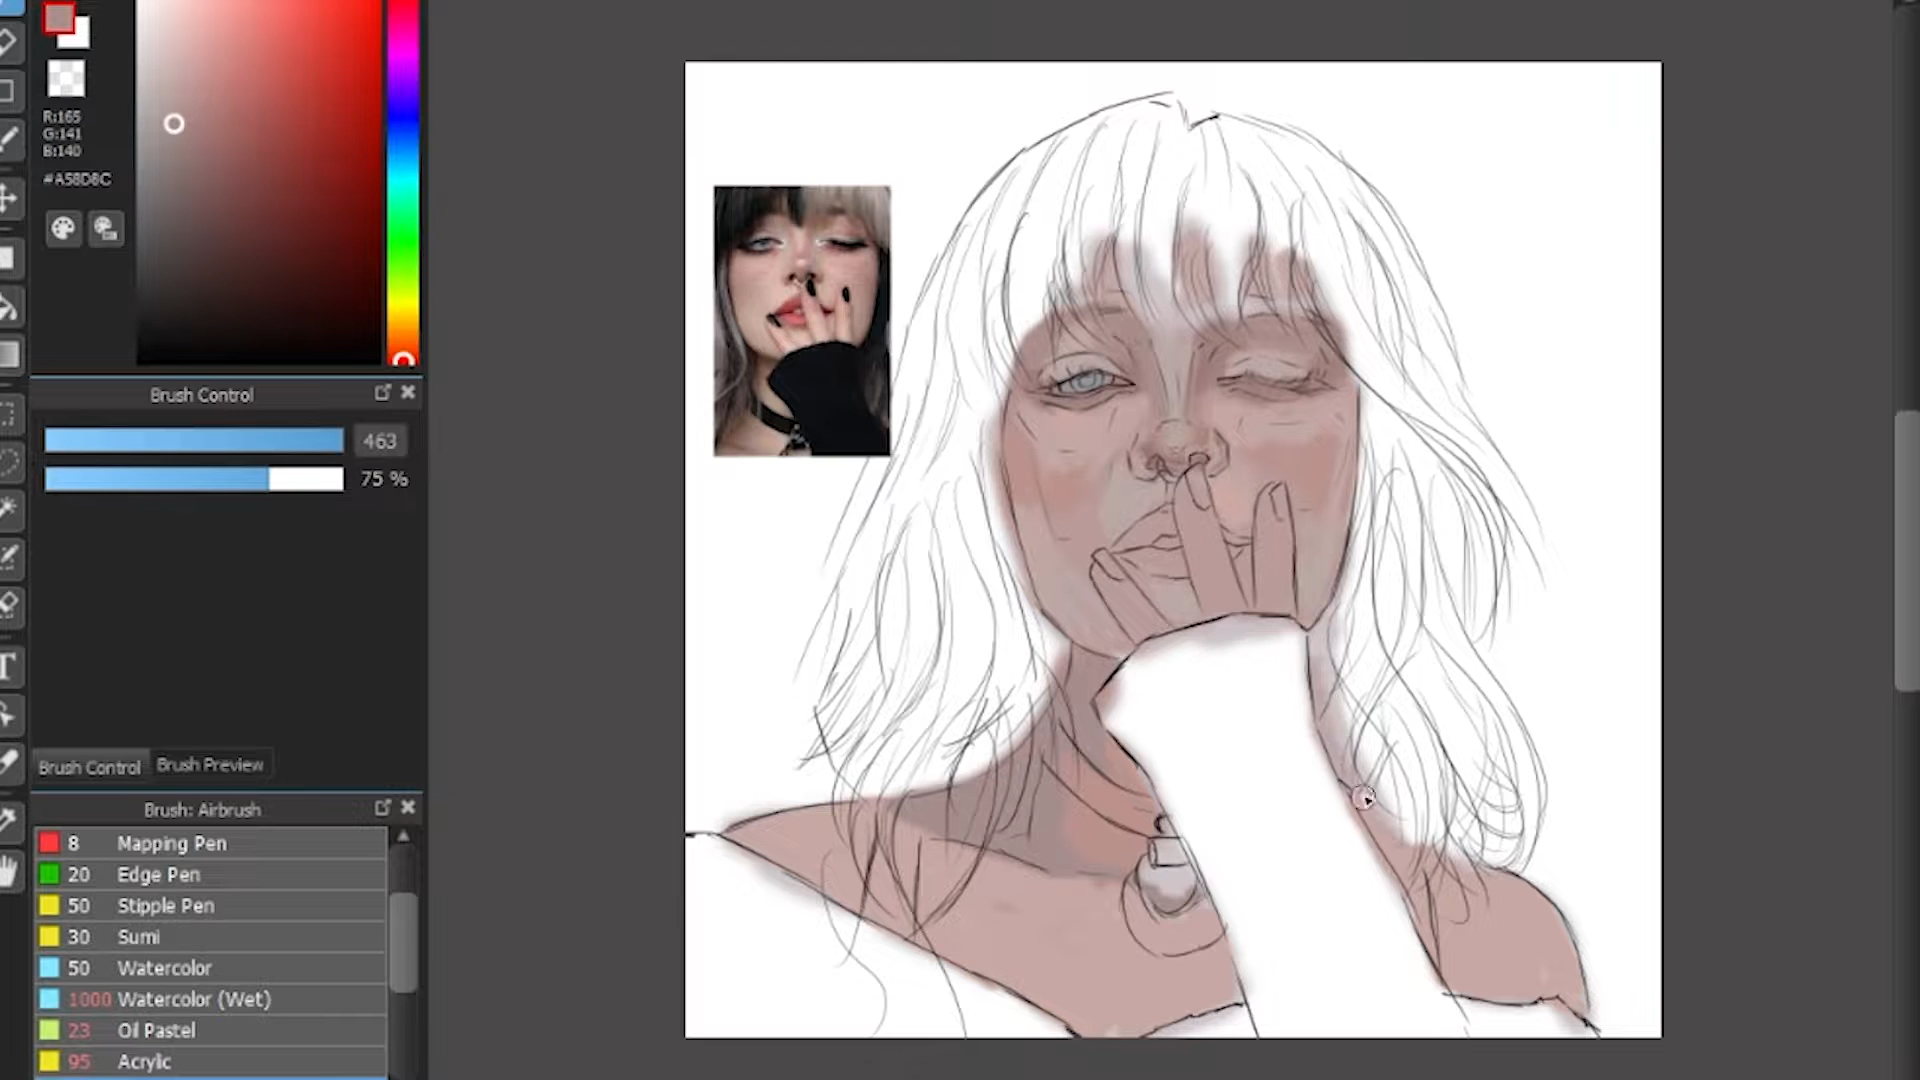 R:165
G:141
B:140
#A58D8C
Brush Control
463
75 %
Brush Control Brush Preview
Brush: Airbrush
8 Mapping Pen
20 Edge Pen
50 Stipple Pen
30 Sumi
50 Watercolor
1000 Watercolor (Wet)
23 Oil Pastel
95 Acrylic